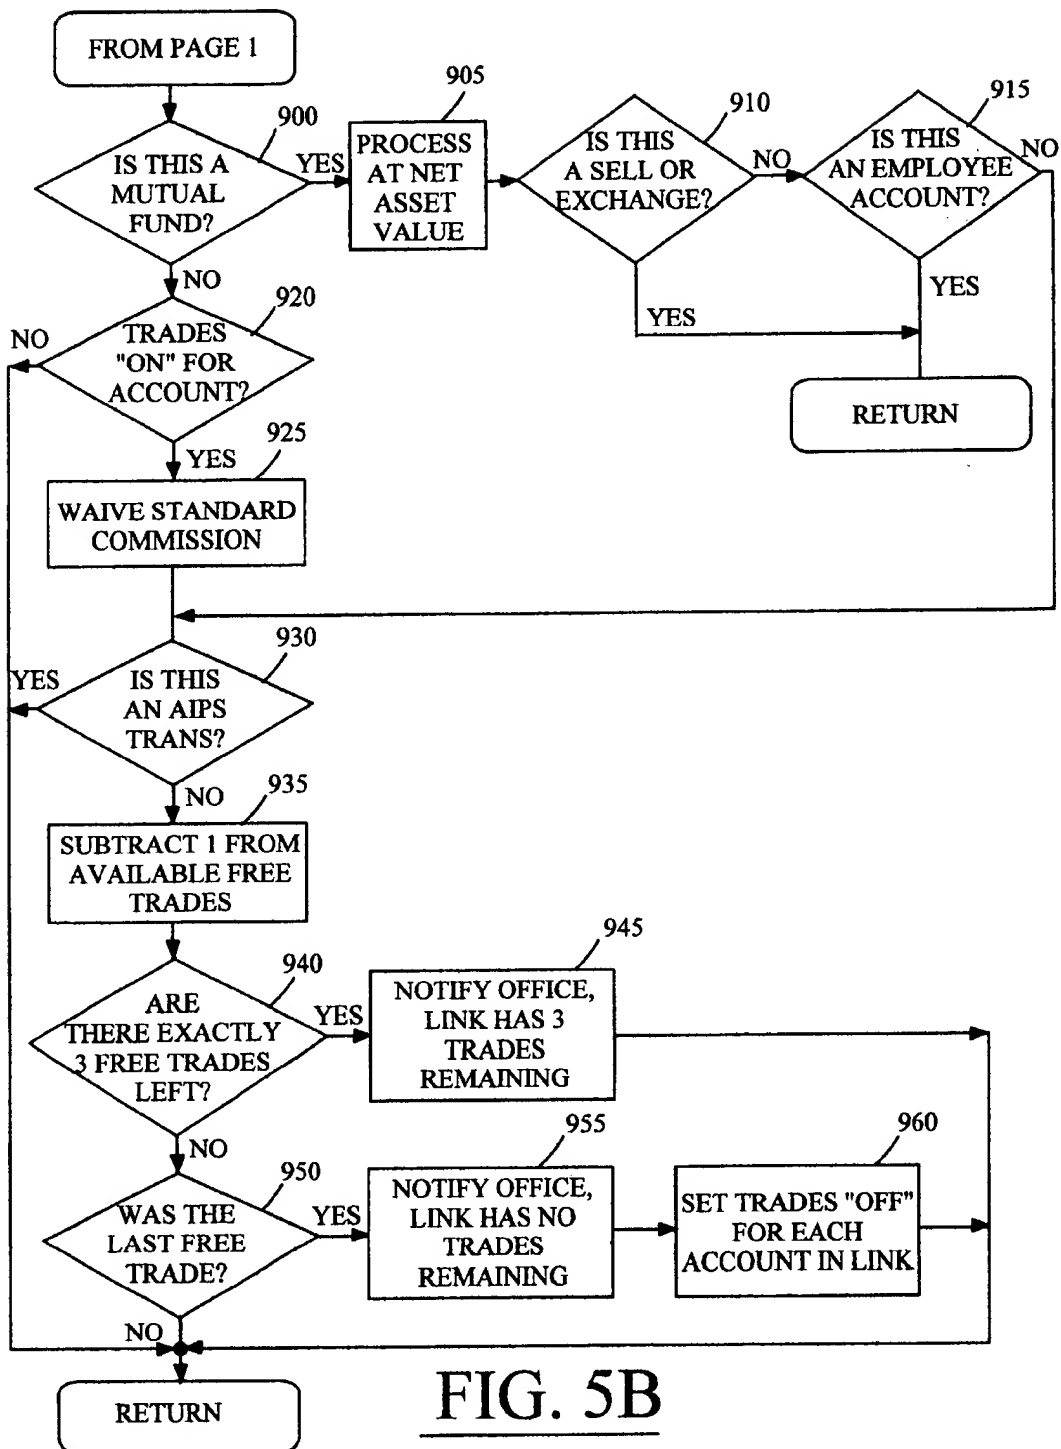 FROM PAGE 1
900
IS THIS A
MUTUAL
FUND?
YES
NO
905
PROCESS
AT NET
ASSET
VALUE
910
IS THIS
A SELL OR
EXCHANGE?
NO
YES
915
IS THIS
AN EMPLOYEE
ACCOUNT?
NO
YES
RETURN
920
TRADES
"ON" FOR
ACCOUNT?
NO
YES
925
WAIVE STANDARD
COMMISSION
930
IS THIS
AN AIPS
TRANS?
YES
NO
935
SUBTRACT 1 FROM
AVAILABLE FREE
TRADES
940
ARE
THERE EXACTLY
3 FREE TRADES
LEFT?
YES
NO
945
NOTIFY OFFICE,
LINK HAS 3
TRADES
REMAINING
950
WAS THE
LAST FREE
TRADE?
YES
NO
955
NOTIFY OFFICE,
LINK HAS NO
TRADES
REMAINING
960
SET TRADES "OFF"
FOR EACH
ACCOUNT IN LINK
RETURN
FIG. 5B